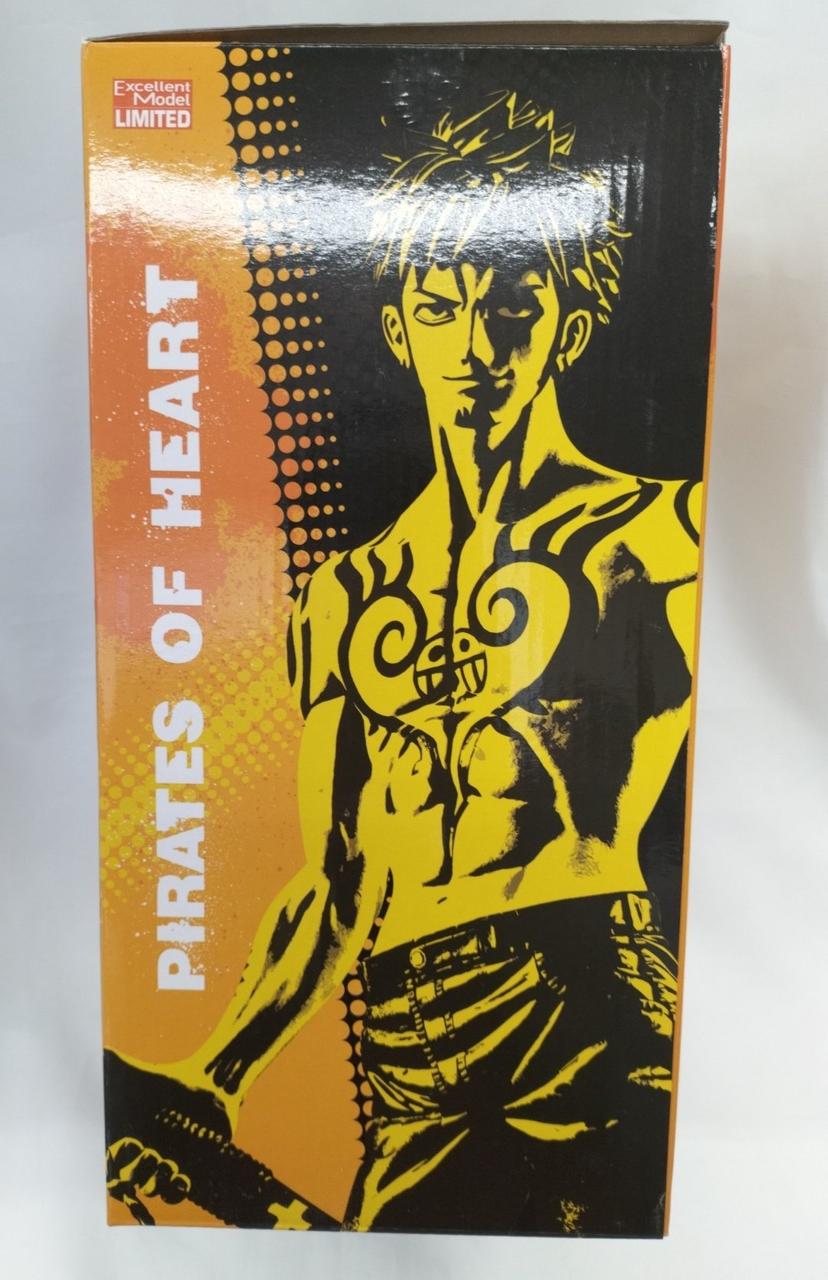 Excellent
Model
LIMITED
PIRATES OF HEART